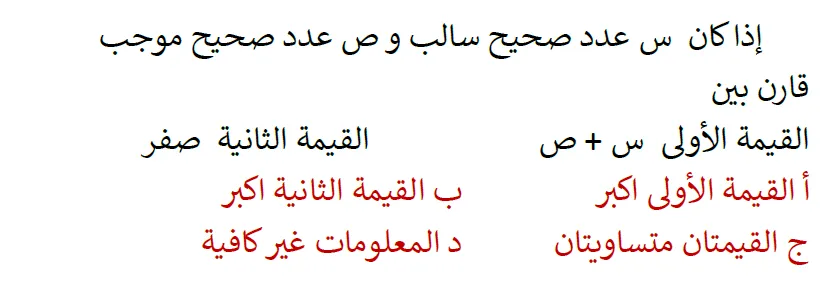 إذا كان س عدد صحيح سالب و ص عدد صحيح موجب
قارن بين
القيمة الأولى س + ص القيمة الثانية صفر
أ القيمة الأولى اكبر ب القيمة الثانية اكبر
ج القيمتان متساويتان د المعلومات غير كافية